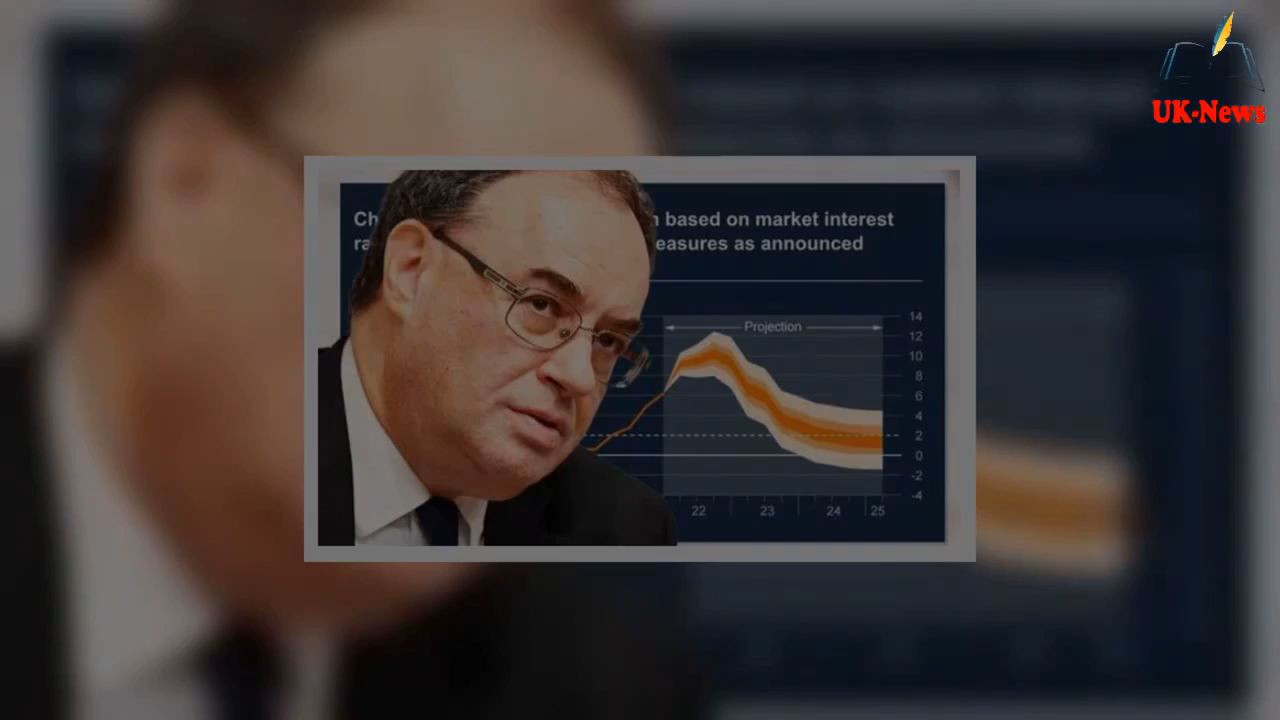 UK-News
Ch based on market interest
ra easures as announced
Projection
14
12
10
8
6
4
2
0
-2
-4
22 23 24 25